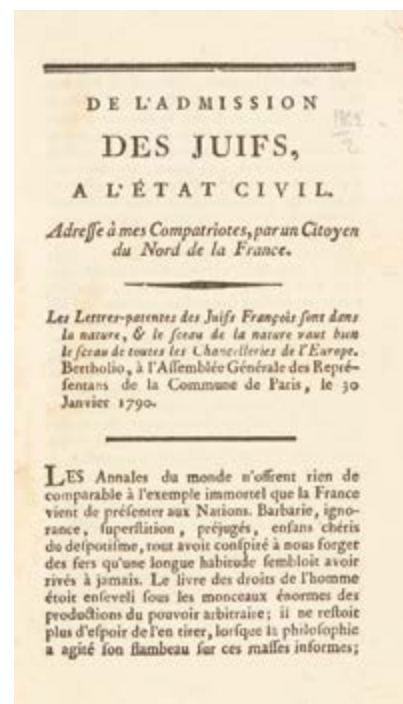 DE L'ADMISSION
DES JUIFS,
A L'ÉTAT CIVIL.
Adreſſe à mes Compatriotes, par un Citoyen
du Nord de la France.
Les Lettres-patentes des Juifs François ſont dans
la nature, & le ſceau de la nature vaut bien
le ſceau de toutes les Chancelleries de l'Europe.
Bertholio, à l'Aſſemblée Générale des Repré-
ſentans de la Commune de Paris, le 30
Janvier 1790.
LES Annales du monde n'offrent rien de
comparable à l'exemple immortel que la France
vient de préſenter aux Nations. Barbarie, igno-
rance, ſuperſtition, préjugés, enfans chéris
du deſpotiſme, tout avoit conſpiré à nous forger
des fers qu'une longue habitude ſembloit avoir
rivés à jamais. Le livre des droits de l'homme
étoit enſeveli ſous les monceaux énormes des
productions du pouvoir arbitraire; il ne reſtoit
plus d'eſpoir de l'en tirer, lorſque la philoſophie
a agité ſon flambeau ſur ces maſſes informes;